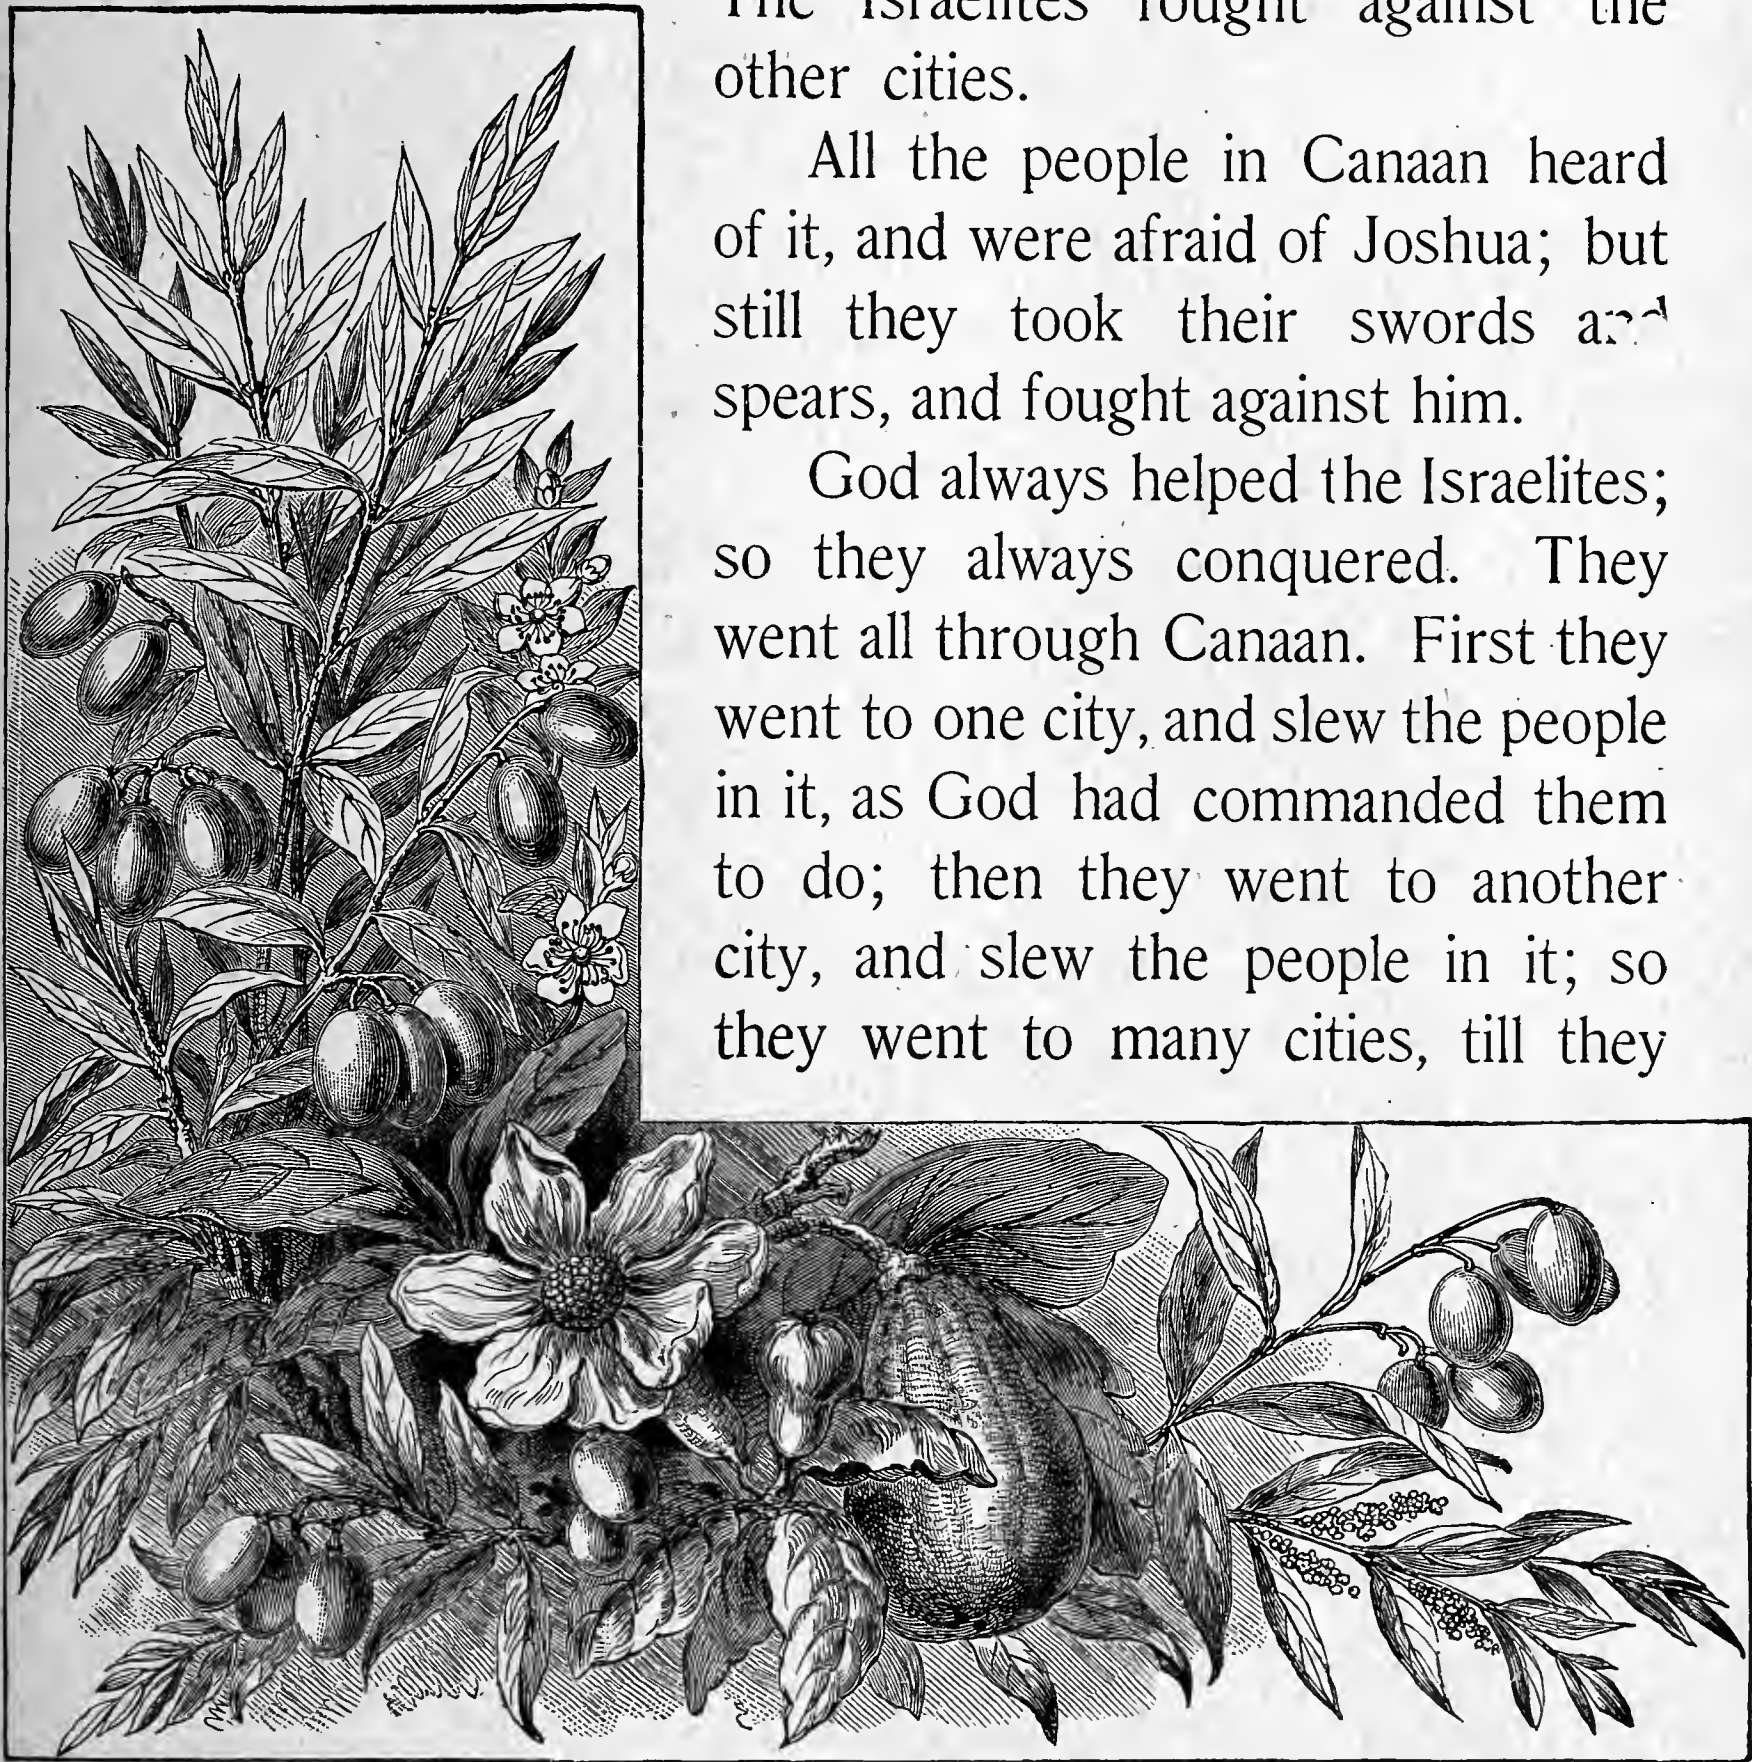 The Israelites fought against the
other cities.
All the people in Canaan heard
of it, and were afraid of Joshua; but
still they took their swords and
spears, and fought against him.
God always helped the Israelites;
so they always conquered. They
went all through Canaan. First they
went to one city, and slew the people
in it, as God had commanded them
to do; then they went to another
city, and slew the people in it; so
they went to many cities, till they